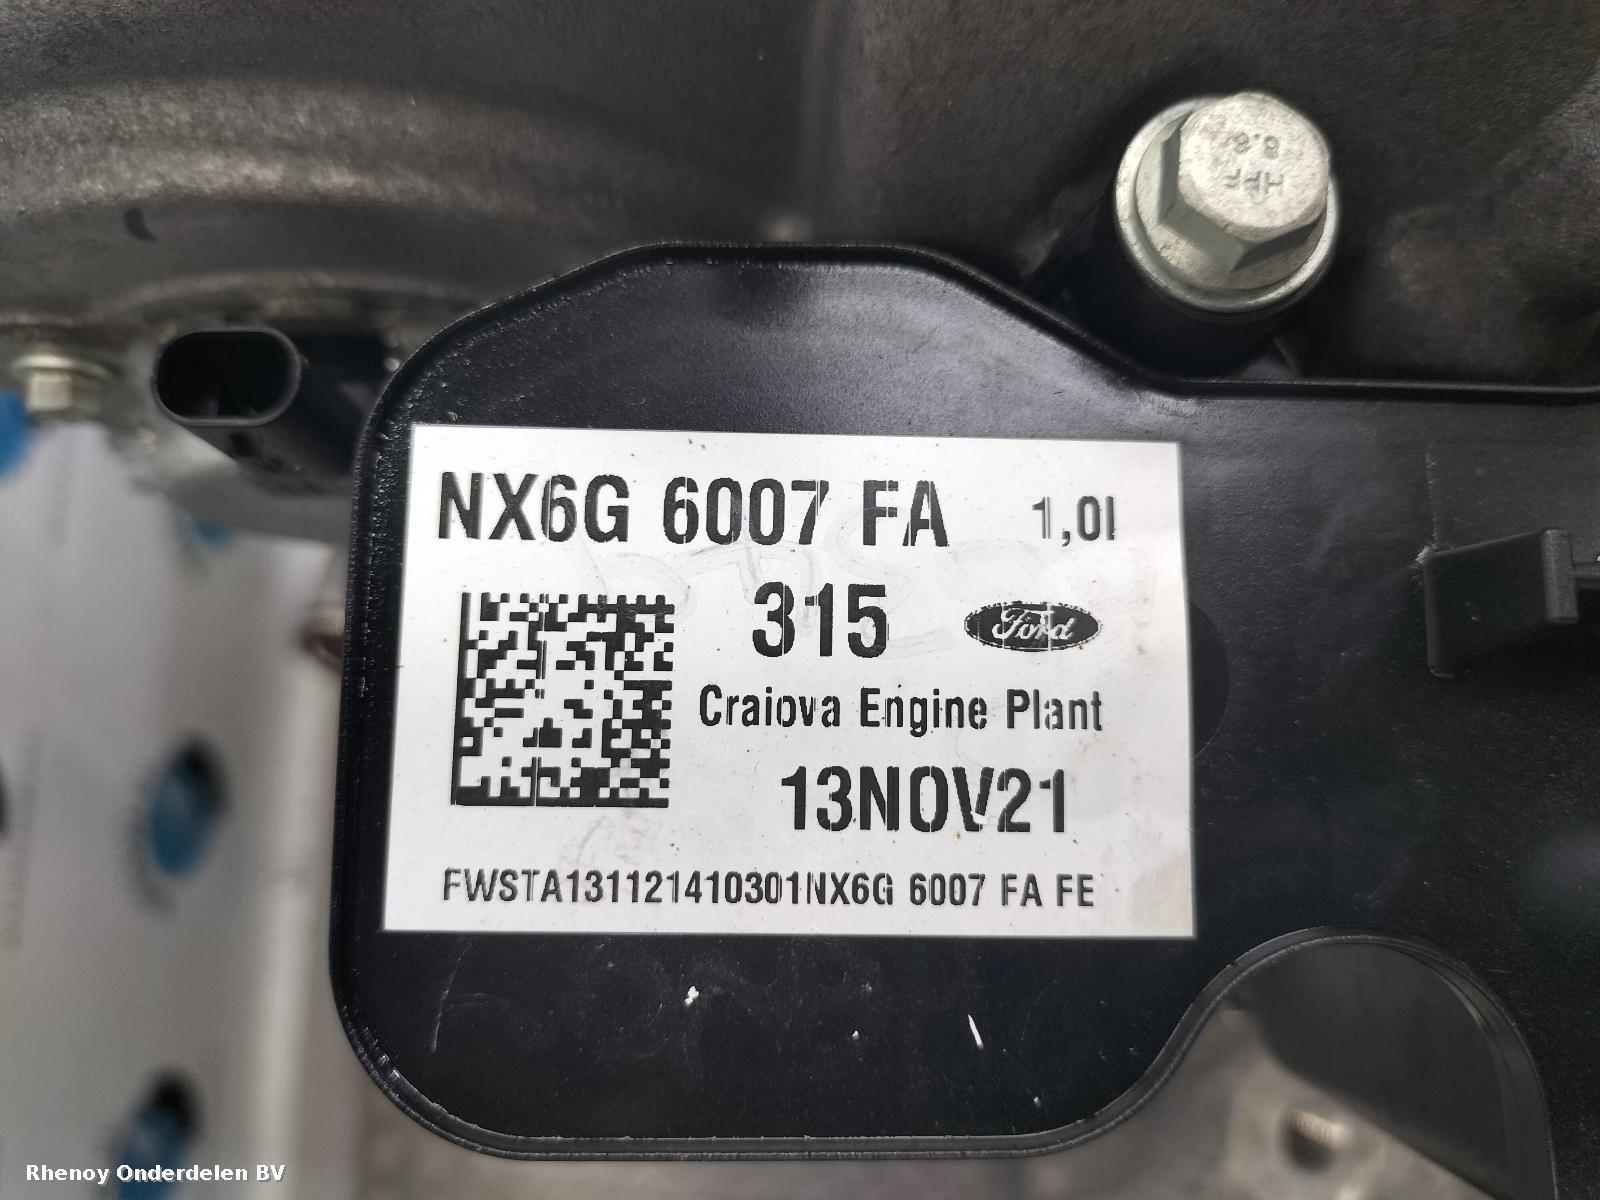 8.8
NX6G 6007 FA 1,0l
315 Ford
Craiova Engine Plant
13NOV21
FWSTA131121410301NX6G 6007 FA FE
Rhenoy Onderdelen BV